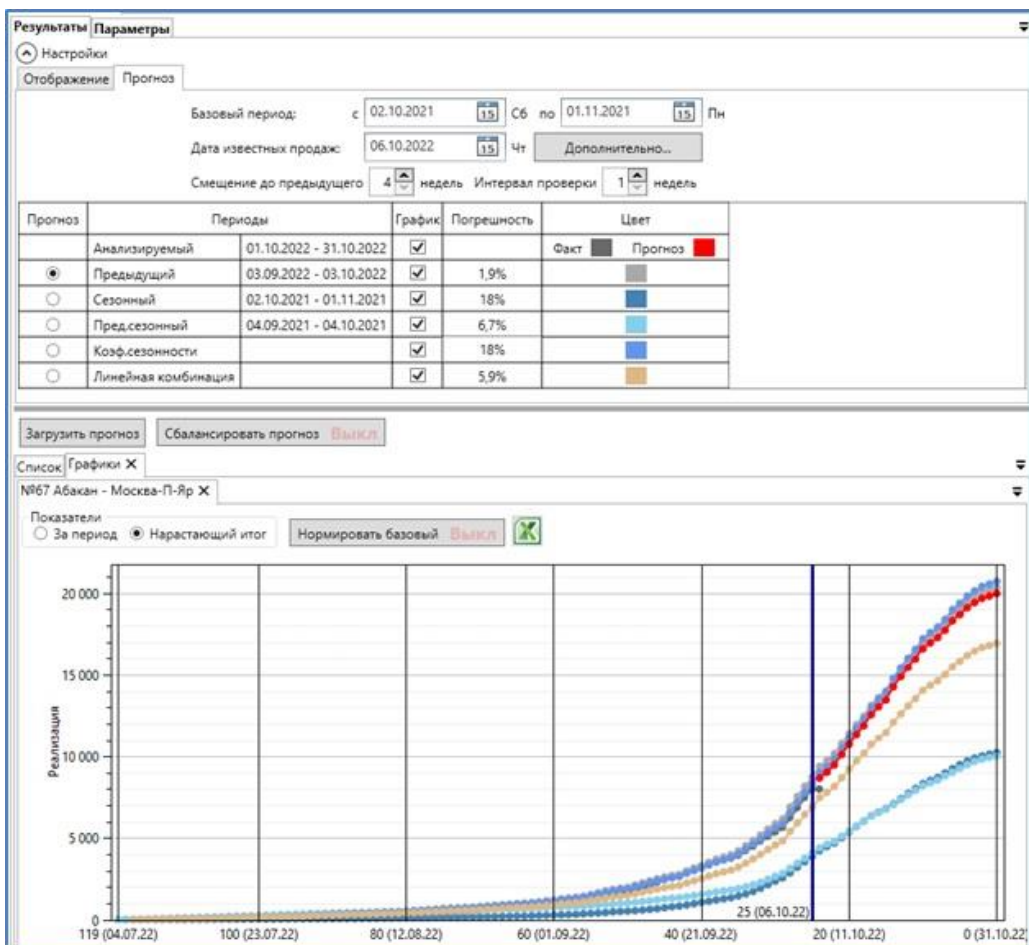 Результаты Параметры
Настройки
Отображение Прогноз
Базовый период: с 02.10.2021 15 Сб по 01.11.2021 15 Пн
Дата известных продаж: 06.10.2022 15 Чт Дополнительно...
Смещение до предыдущего 4 недель Интервал проверки 1 недель
Прогноз Периоды График Погрешность Цвет
Анализируемый 01.10.2022 - 31.10.2022 Факт Прогноз
Предыдущий 03.09.2022 - 03.10.2022 1,9%
Сезонный 02.10.2021 - 01.11.2021 18%
Пред.сезонный 04.09.2021 - 04.10.2021 6,7%
Коэф.сезонности 18%
Линейная комбинация 5,9%
Загрузить прогноз Сбалансировать прогноз Выкл
Список Графики X
№67 Абакан - Москва-П-Яр X
Показатели
За период Нарастающий итог Нормировать базовый Выкл
20 000
15 000
10 000
5 000
0
Реализация
25 (06.10.22)
119 (04.07.22) 100 (23.07.22) 80 (12.08.22) 60 (01.09.22) 40 (21.09.22) 20 (11.10.22) 0 (31.10.22